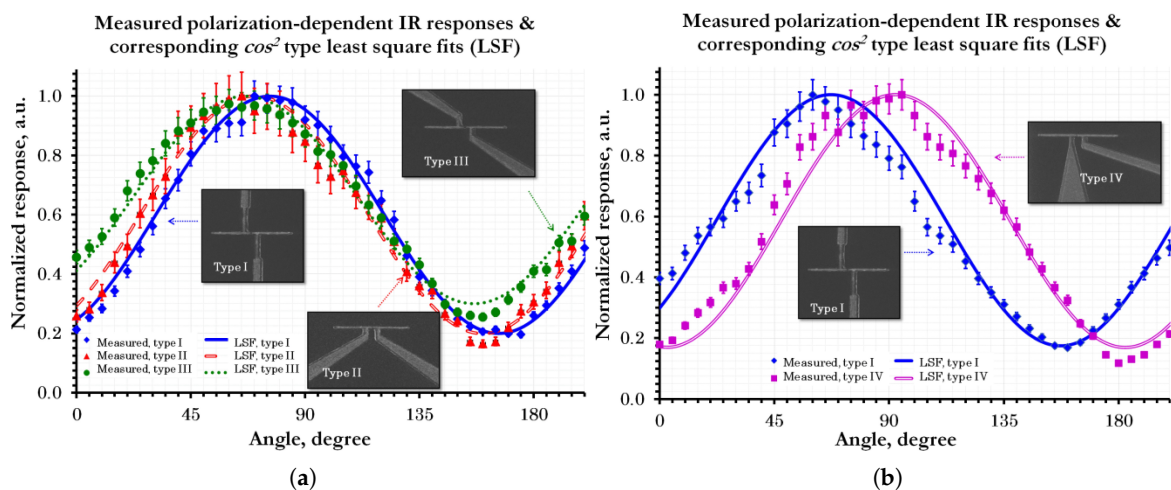 Measured polarization-dependent IR responses &
corresponding cos² type least square fits (LSF)
Normalized response, a.u.
1.0
0.8
0.6
0.4
0.2
0.0
Type III
Type I
Type II
Measured, type I
LSF, type I
Measured, type II
LSF, type II
Measured, type III
LSF, type III
0
45
90
135
180
Angle, degree
(a)
Measured polarization-dependent IR responses &
corresponding cos² type least square fits (LSF)
Normalized response, a.u.
1.0
0.8
0.6
0.4
0.2
0.0
Type IV
Type I
Measured, type I
LSF, type I
Measured, type IV
LSF, type IV
0
45
90
135
180
Angle, degree
(b)